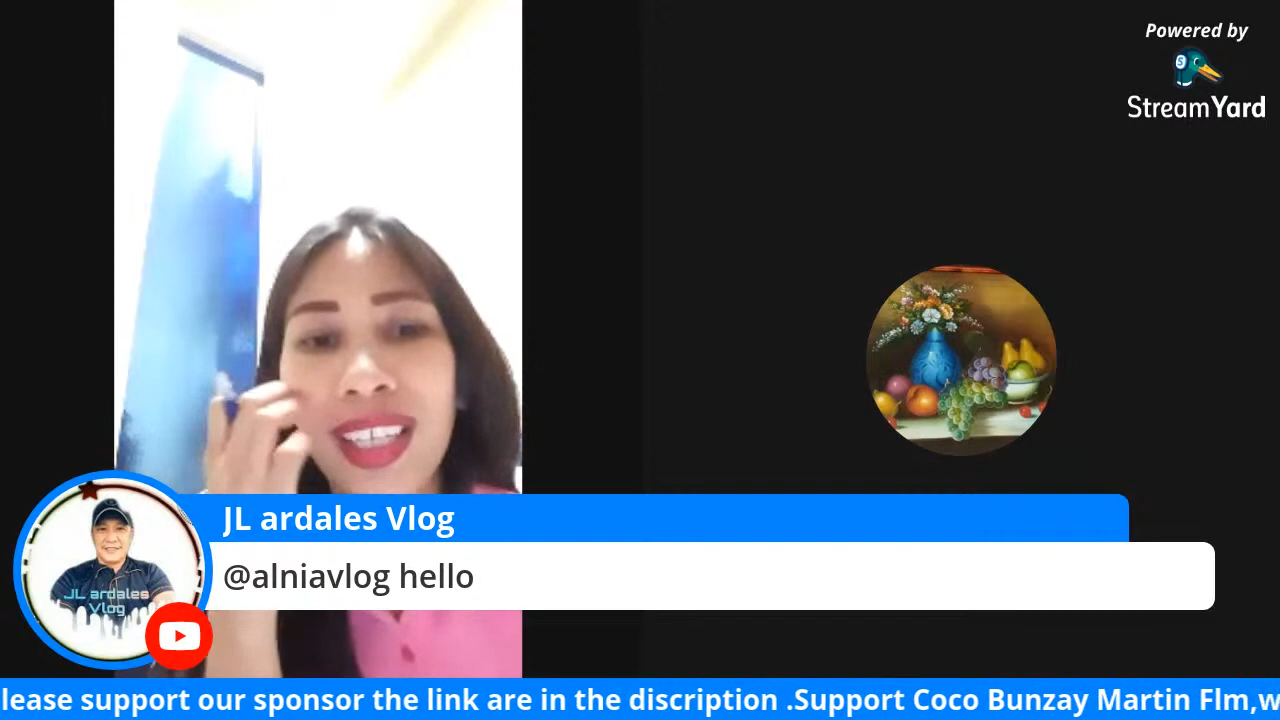 Powered by
StreamYard
JL ardales Vlog
@alniavlog hello
JL ardales
Vlog
lease support our sponsor the link are in the discription .Support Coco Bunzay Martin Flm,w